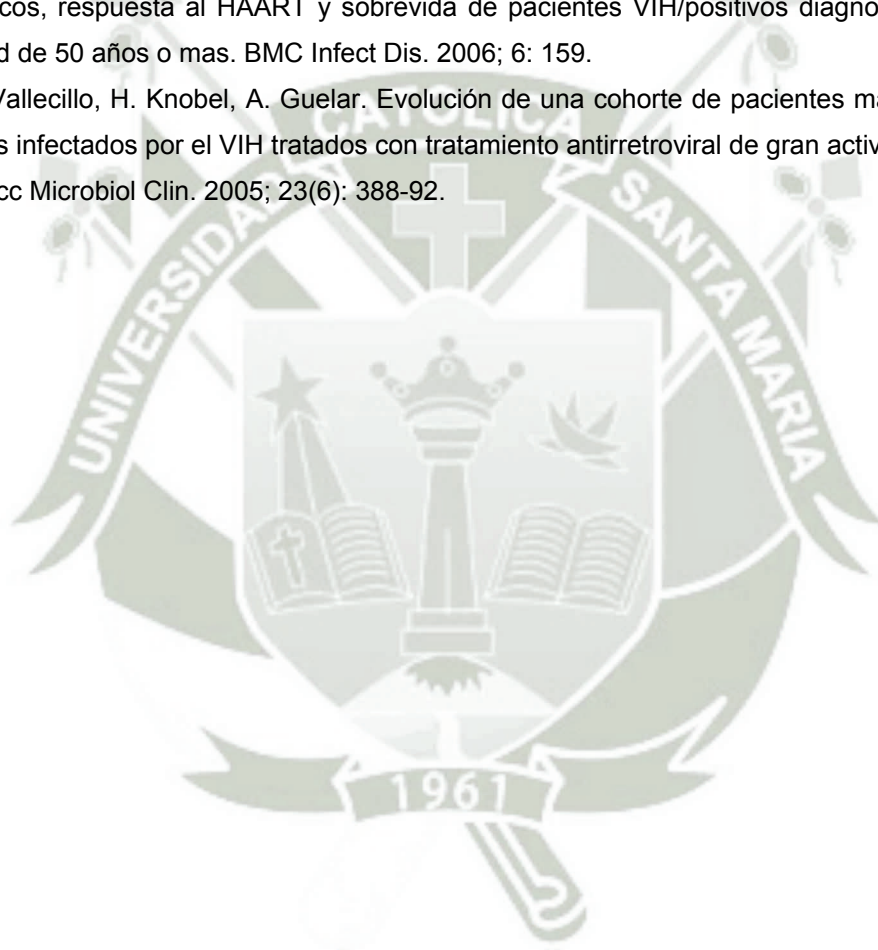 cos, respuesta al HAART y sobrevida de pacientes VIH/positivos diagno
d de 50 años o mas. BMC Infect Dis. 2006; 6: 159.
Vallecillo, H. Knobel, A. Guelar. Evolución de una cohorte de pacientes ma
s infectados por el VIH tratados con tratamiento antirretroviral de gran activ
cc Microbiol Clin. 2005; 23(6): 388-92.
UNIVERSIDAD CATOLICA SANTA MARIA
1961